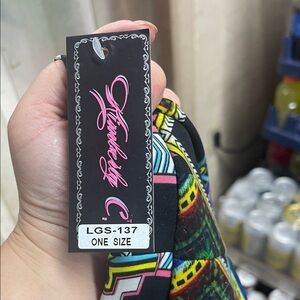 Kimberly C.
LGS-137
ONE SIZE